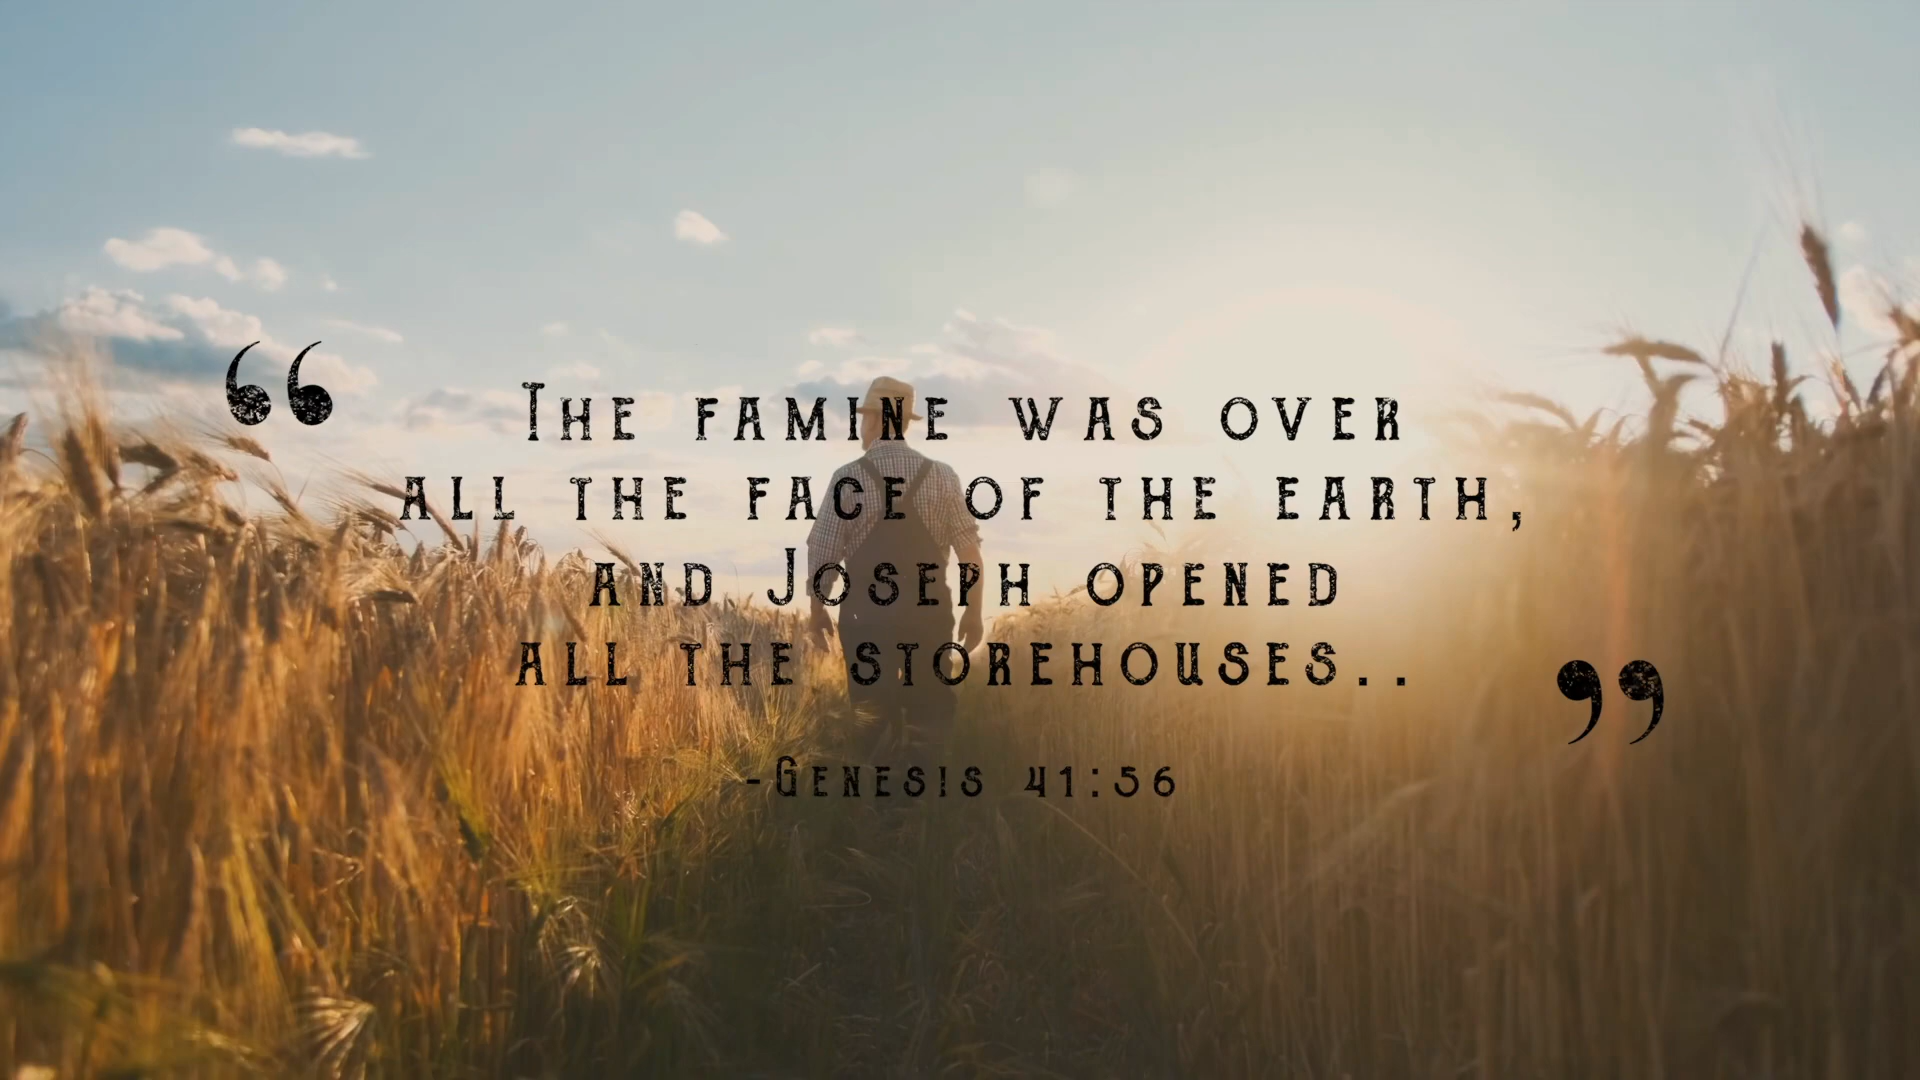 “The famine was over
all the face of the earth,
and Joseph opened
all the storehouses..”
-Genesis 41:56